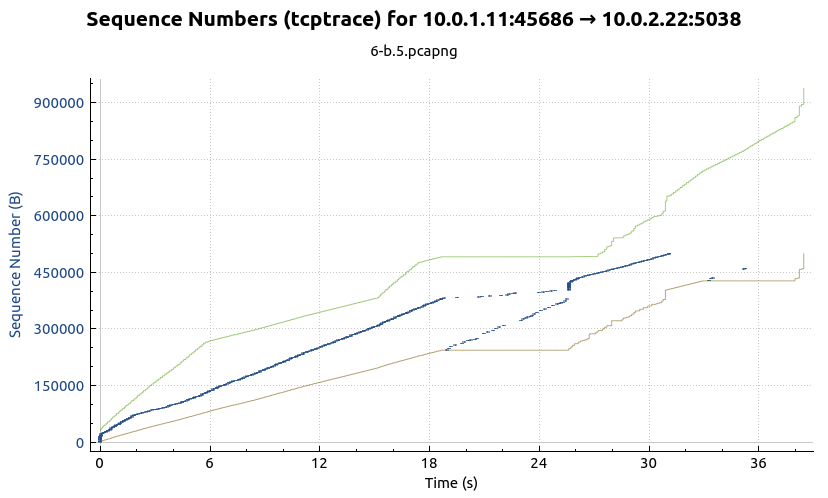 Sequence Numbers (tcptrace) for 10.0.1.11:45686 → 10.0.2.22:5038
6-b.5.pcapng
Sequence Number (B)
900000
750000
600000
450000
300000
150000
0
0 6 12 18 24 30 36
Time (s)